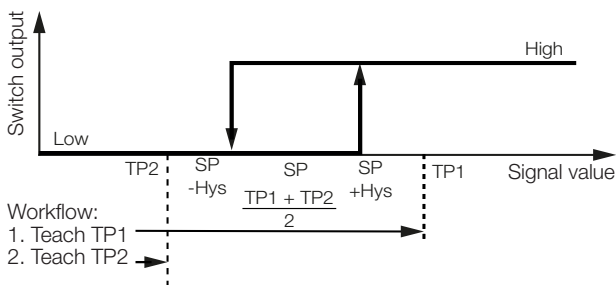 Switch output
High
Low
TP2 SP SP SP TP1 Signal value
-Hys TP1 + TP2 +Hys
2
Workflow:
1. Teach TP1
2. Teach TP2